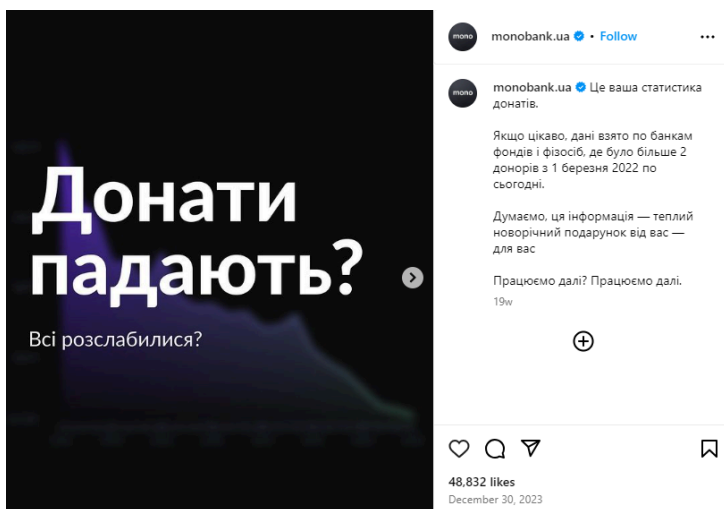 Донати
падають?
Всі розслабилися?
mono
monobank.ua • Follow
mono
monobank.ua Це ваша статистика
донатів.
Якщо цікаво, дані взято по банкам
фондів і фізосіб, де було більше 2
донорів з 1 березня 2022 по
сьогодні.
Думаємо, ця інформація — теплий
новорічний подарунок від вас —
для вас
Працюємо далі? Працюємо далі.
19w
48,832 likes
December 30, 2023